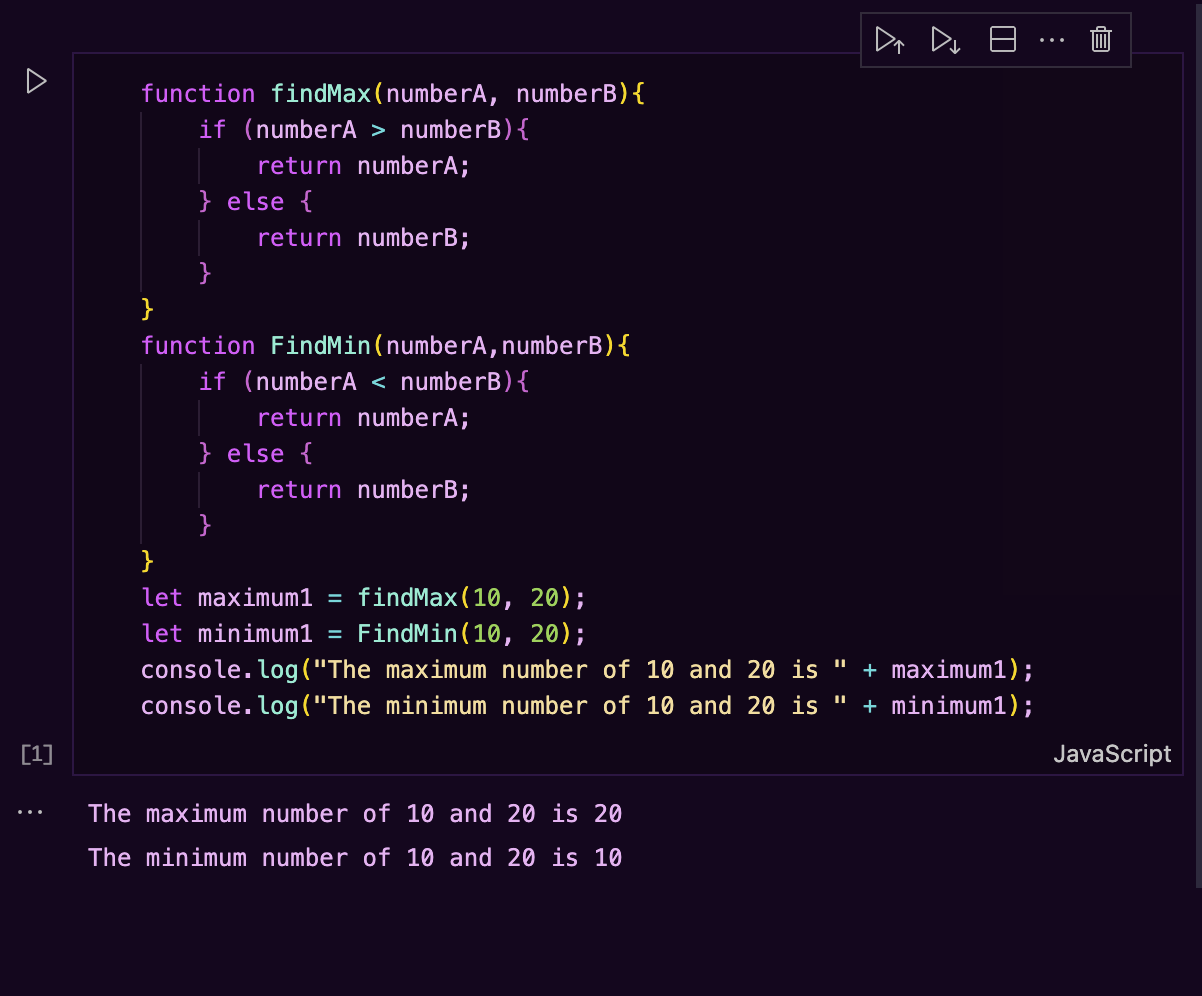 function findMax(numberA, numberB){
    if (numberA > numberB){
        return numberA;
    } else {
        return numberB;
    }
}
function FindMin(numberA,numberB){
    if (numberA < numberB){
        return numberA;
    } else {
        return numberB;
    }
}
let maximum1 = findMax(10, 20);
let minimum1 = FindMin(10, 20);
console.log("The maximum number of 10 and 20 is " + maximum1);
console.log("The minimum number of 10 and 20 is " + minimum1);
[1]
JavaScript
The maximum number of 10 and 20 is 20
The minimum number of 10 and 20 is 10